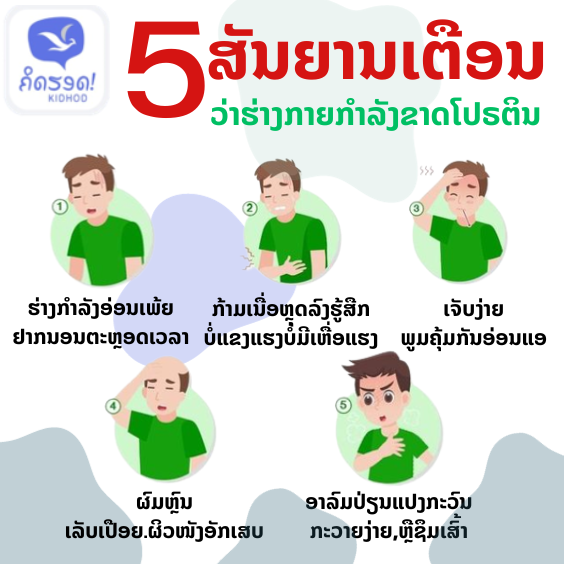 ຄິດຮອດ!
KIDHOD
5 ສັນຍານເຕືອນ
ວ່າຮ່າງກາຍກຳລັງຂາດໂປຣຕິນ
1
2
3
ຮ່າງກຳລັງອ່ອນເພ້ຍ
ຢາກນອນຕະຫຼອດເວລາ
ກ້າມເນື່ອຫຼຸດລົງຮູ້ສືກ
ບໍ່ແຂງແຮງບໍ່ມີເຫື່ອແຮງ
ເຈັບງ່າຍ
ພູມຄຸ້ມກັນອ່ອນແອ
4
5
ຜົມຫຼົ່ນ
ເລັບເປືອຍ.ຜິວໜັງອັກເສບ
ອາລົມປ່ຽນແປງກະວົນ
ກະວາຍງ່າຍ,ຫຼືຊຶມເສົ້າ